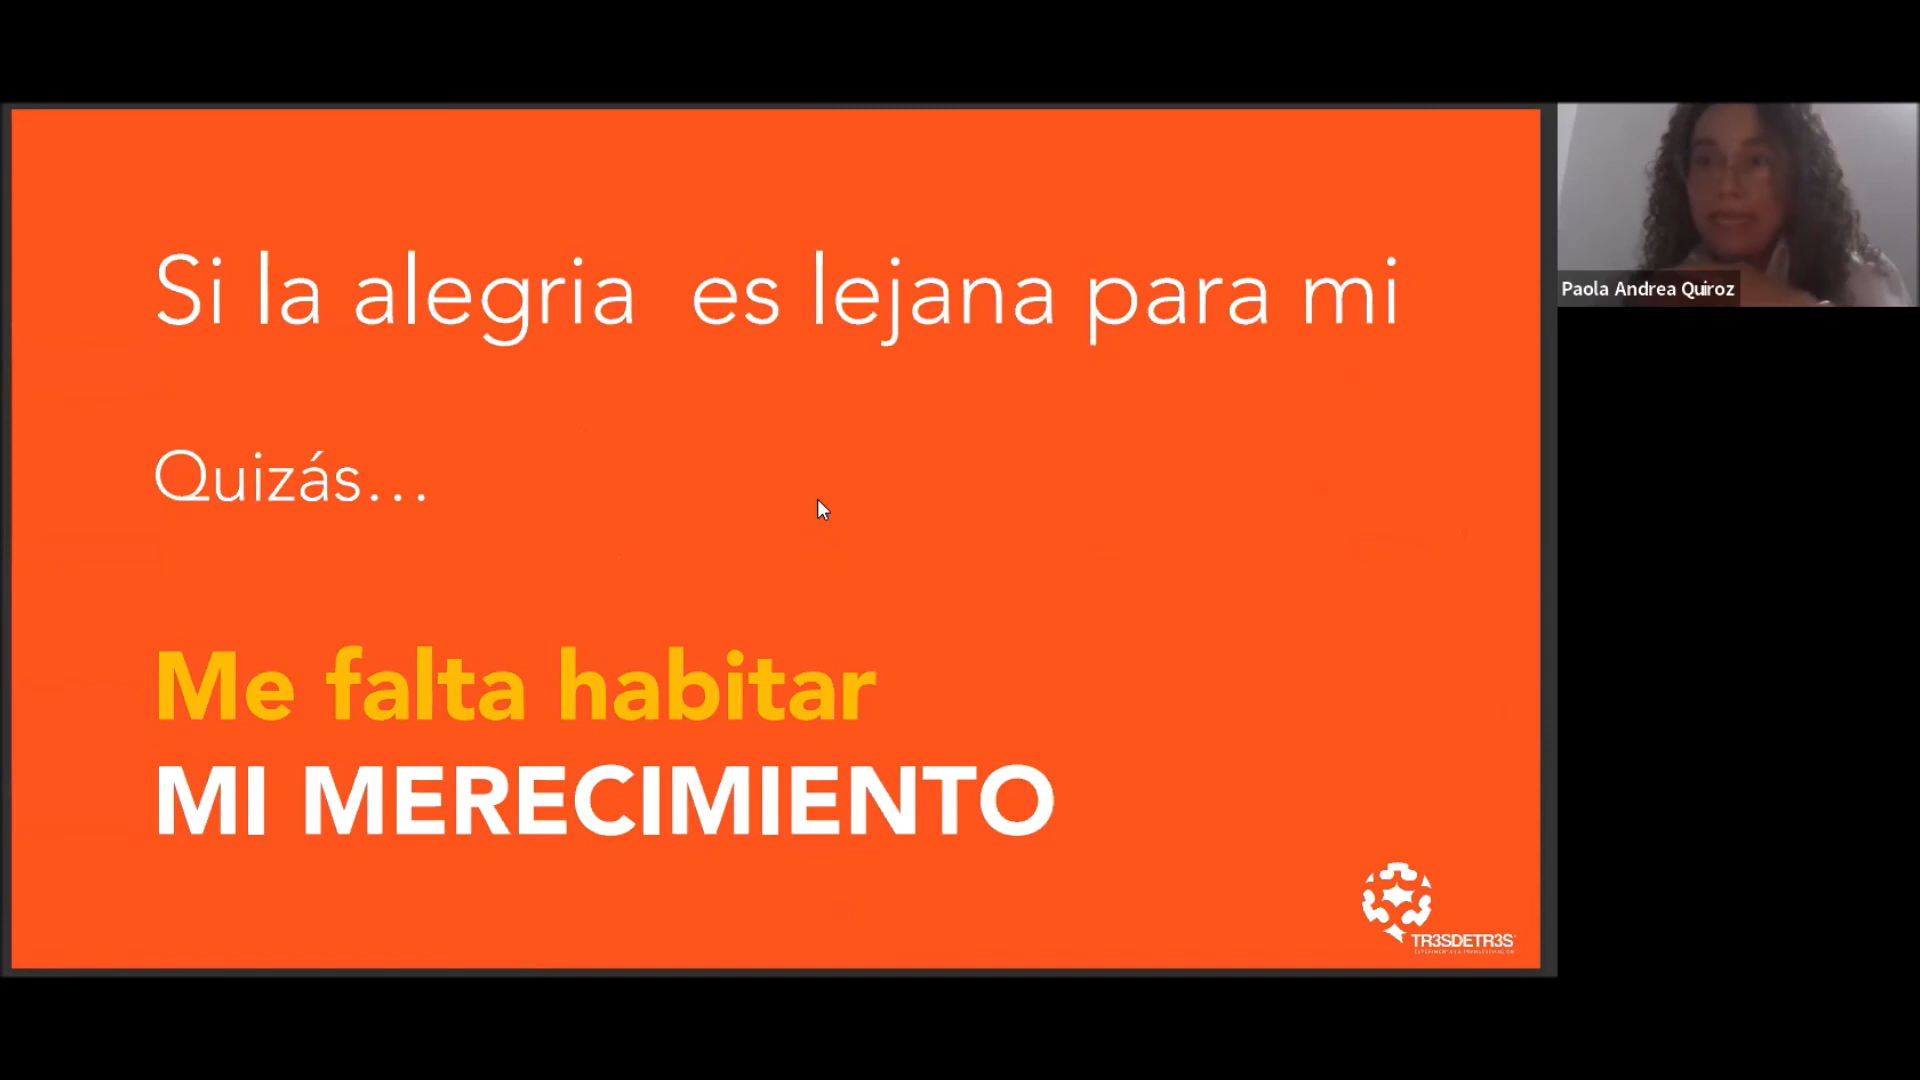 Si la alegria es lejana para mi
Quizás...
Me falta habitar
MI MERECIMIENTO
TR3SDETR3S
Paola Andrea Quiroz